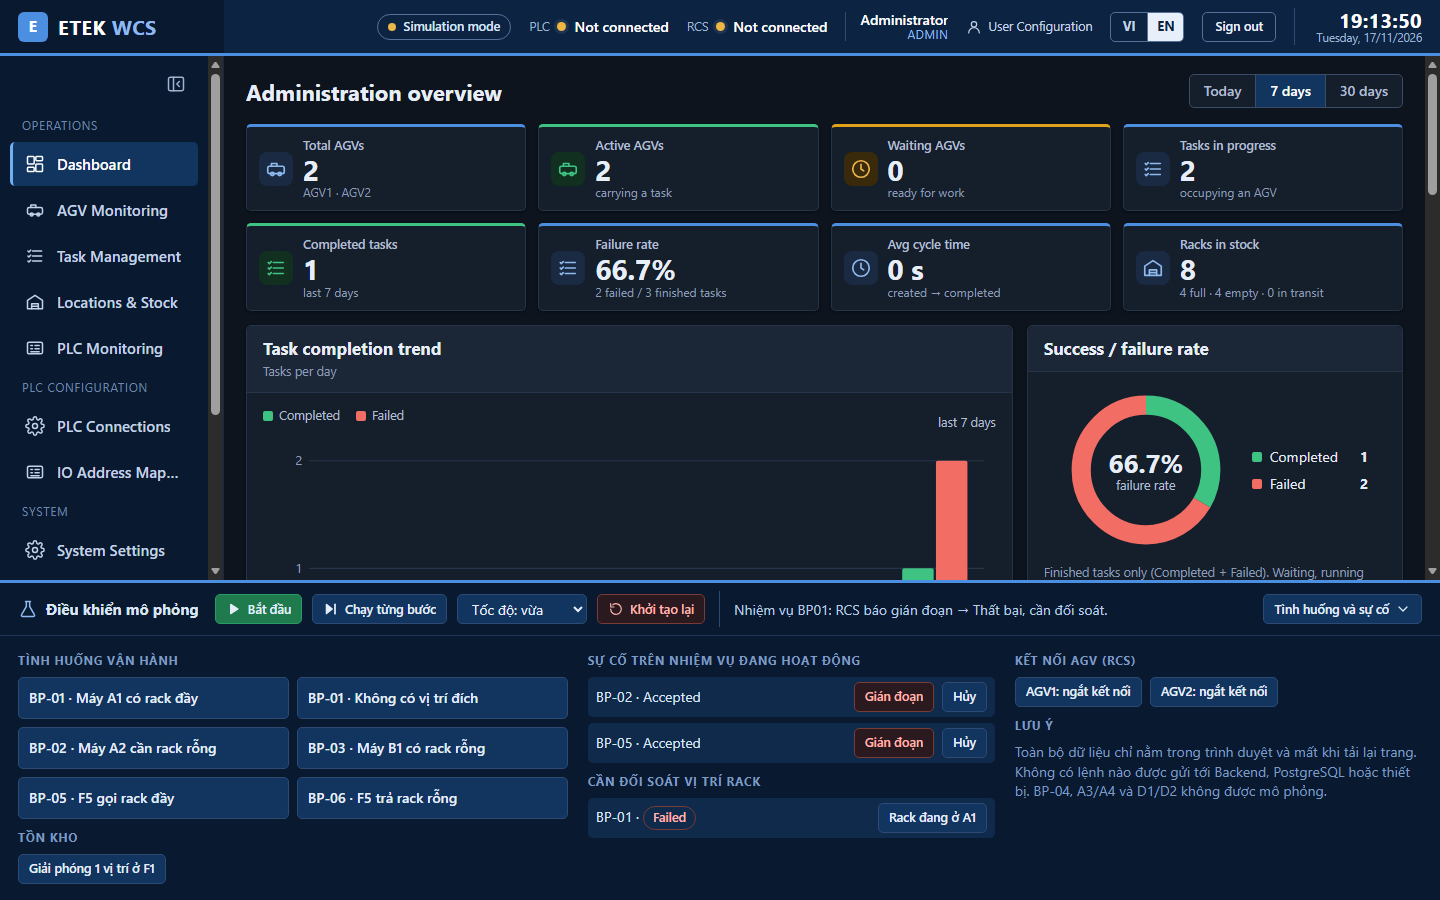 E ETEK WCS
Simulation mode PLC Not connected RCS Not connected
Administrator
ADMIN
User Configuration
VI EN
Sign out
19:13:50
Tuesday, 17/11/2026
OPERATIONS
Dashboard
AGV Monitoring
Task Management
Locations & Stock
PLC Monitoring
PLC CONFIGURATION
PLC Connections
IO Address Map...
SYSTEM
System Settings
Administration overview
Today 7 days 30 days
Total AGVs
2
AGV1 · AGV2
Active AGVs
2
carrying a task
Waiting AGVs
0
ready for work
Tasks in progress
2
occupying an AGV
Completed tasks
1
last 7 days
Failure rate
66.7%
2 failed / 3 finished tasks
Avg cycle time
0 s
created → completed
Racks in stock
8
4 full · 4 empty · 0 in transit
Task completion trend
Tasks per day
Completed Failed
last 7 days
2
1
Success / failure rate
66.7%
failure rate
Completed 1
Failed 2
Finished tasks only (Completed + Failed). Waiting, running
Điều khiển mô phỏng
Bắt đầu
Chạy từng bước
Tốc độ: vừa
Khởi tạo lại
Nhiệm vụ BP01: RCS báo gián đoạn → Thất bại, cần đối soát.
Tình huống và sự cố
TÌNH HUỐNG VẬN HÀNH
BP-01 · Máy A1 có rack đầy
BP-01 · Không có vị trí đích
BP-02 · Máy A2 cần rack rỗng
BP-03 · Máy B1 có rack rỗng
BP-05 · F5 gọi rack đầy
BP-06 · F5 trả rack rỗng
TỒN KHO
Giải phóng 1 vị trí ở F1
SỰ CỐ TRÊN NHIỆM VỤ ĐANG HOẠT ĐỘNG
BP-02 · Accepted Gián đoạn Hủy
BP-05 · Accepted Gián đoạn Hủy
CẦN ĐỐI SOÁT VỊ TRÍ RACK
BP-01 · Failed Rack đang ở A1
KẾT NỐI AGV (RCS)
AGV1: ngắt kết nối AGV2: ngắt kết nối
LƯU Ý
Toàn bộ dữ liệu chỉ nằm trong trình duyệt và mất khi tải lại trang.
Không có lệnh nào được gửi tới Backend, PostgreSQL hoặc thiết
bị. BP-04, A3/A4 và D1/D2 không được mô phỏng.